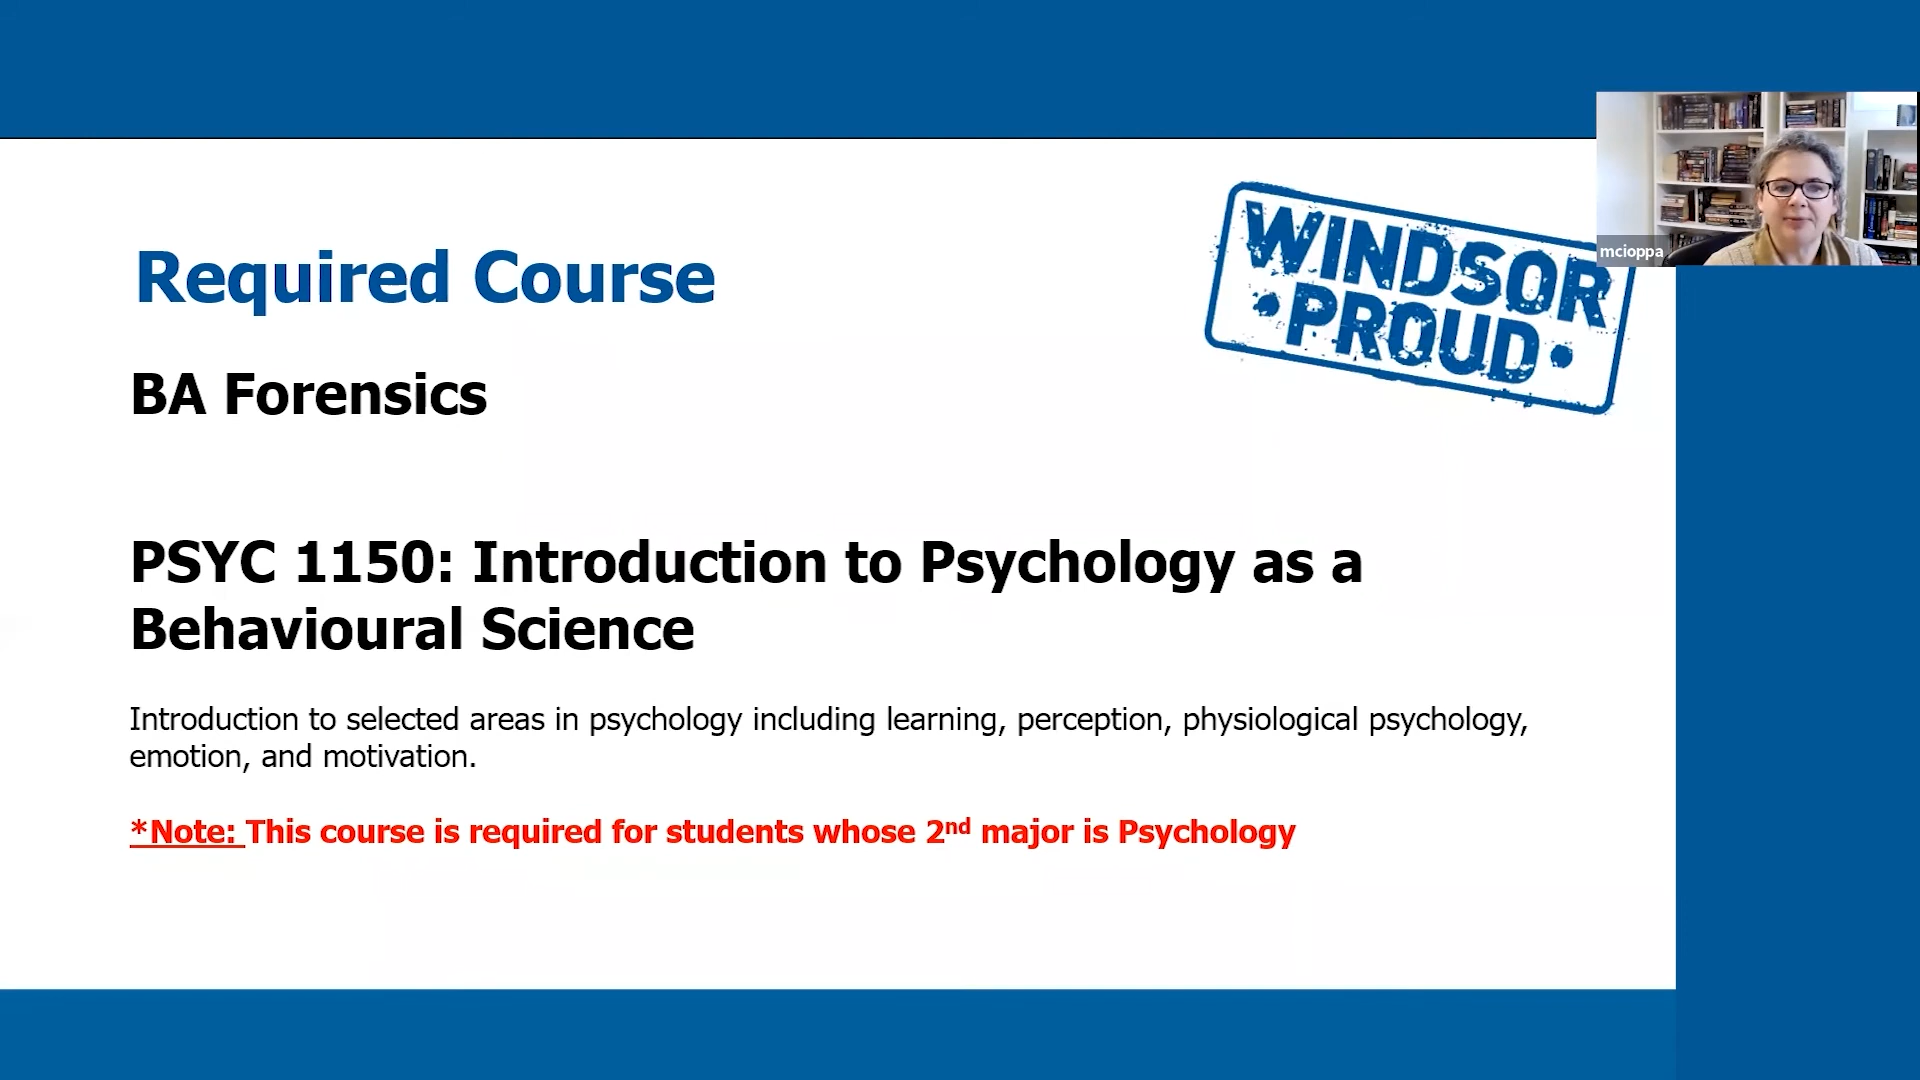 WINDSOR
• PROUD •
mcioppa
Required Course
BA Forensics
PSYC 1150: Introduction to Psychology as a
Behavioural Science
Introduction to selected areas in psychology including learning, perception, physiological psychology,
emotion, and motivation.
*Note: This course is required for students whose 2nd major is Psychology